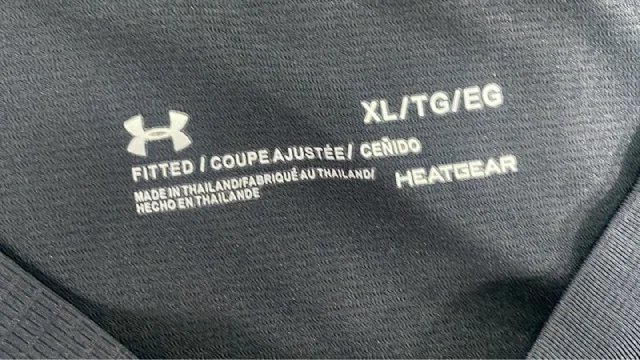 XL/TG/EG
FITTED / COUPE AJUSTÉE / CEÑIDO
MADE IN THAILAND/FABRIQUÉ AU THAILAND/
HECHO EN THAILANDE
HEATGEAR